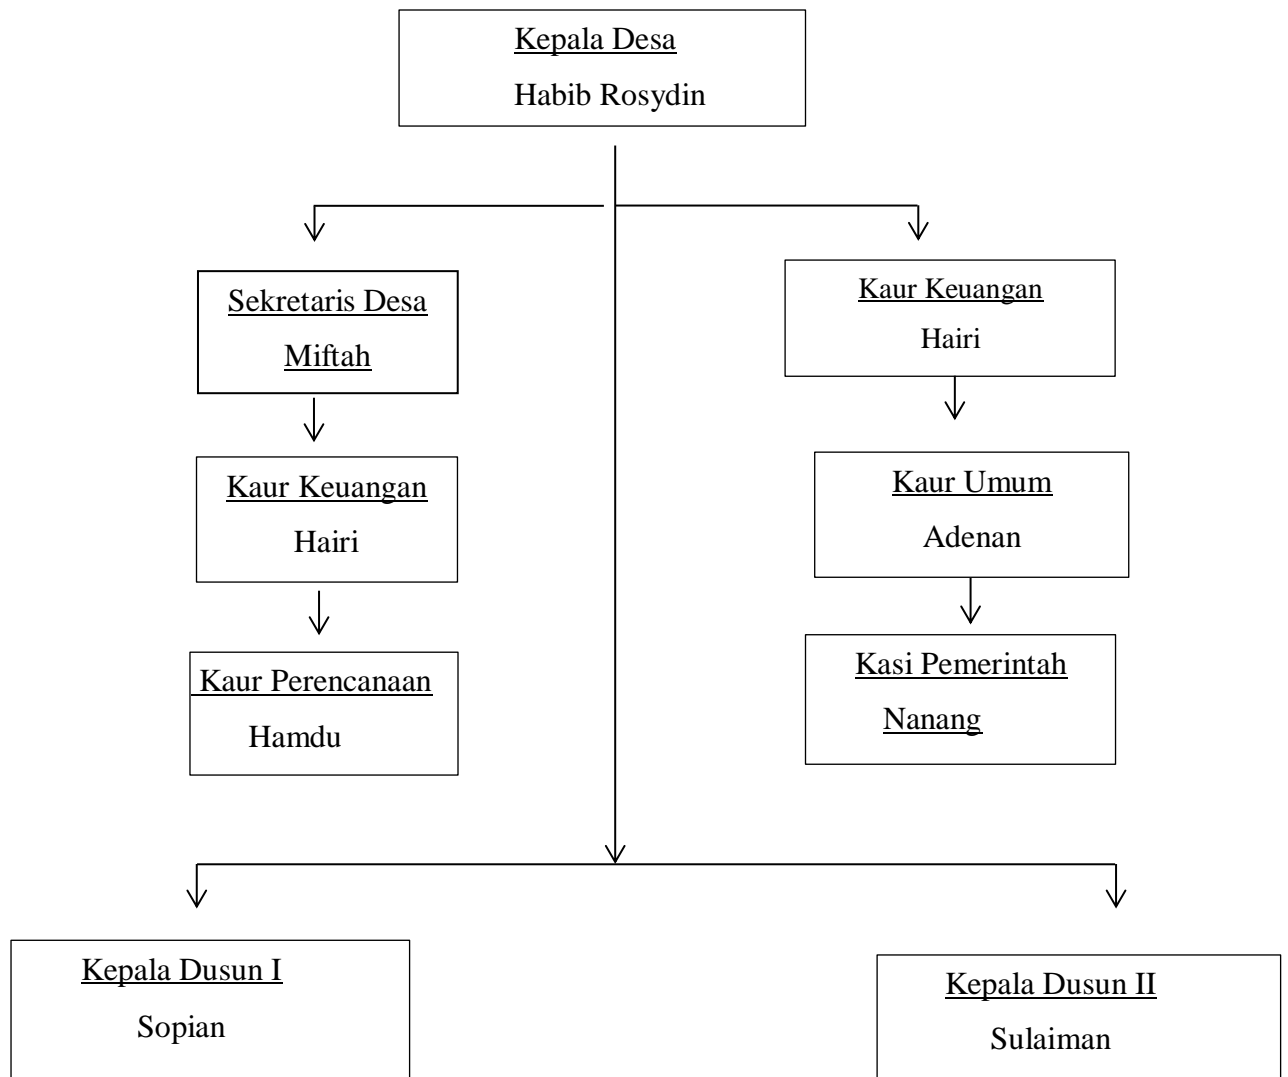 Kepala Desa
Habib Rosydin
Sekretaris Desa
Miftah
Kaur Keuangan
Hairi
Kaur Keuangan
Hairi
Kaur Umum
Adenan
Kaur Perencanaan
Hamdu
Kasi Pemerintah
Nanang
Kepala Dusun I
Sopian
Kepala Dusun II
Sulaiman